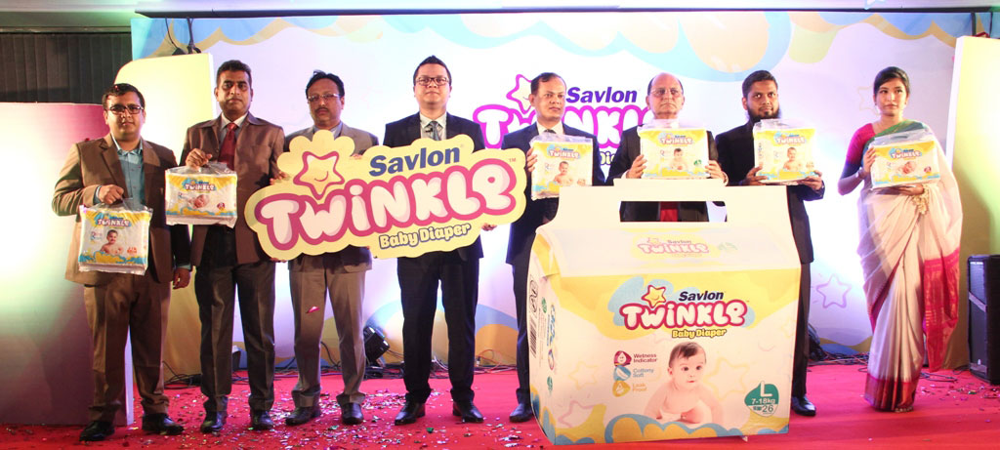 Savlon
TWiNKLe
Savlon
TWiNKLe™
Baby Diaper
TWiNKLe
Savlon
TWiNKLe
Savlon
TWiNKLe
Baby Diaper
Wetness
Indicator
Cottony
Soft
Leak
Proof
L
7-18kg
26